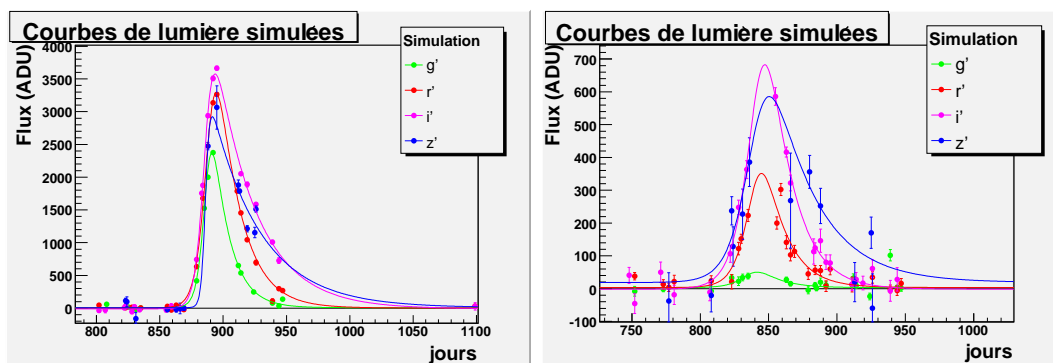 Courbes de lumière simulées
Flux (ADU)
4000
3500
3000
2500
2000
1500
1000
500
0
800
850
900
950
1000
1050
1100
jours
Simulation
g'
r'
i'
z'
Courbes de lumière simulées
Flux (ADU)
700
600
500
400
300
200
100
0
-100
750
800
850
900
950
1000
jours
Simulation
g'
r'
i'
z'